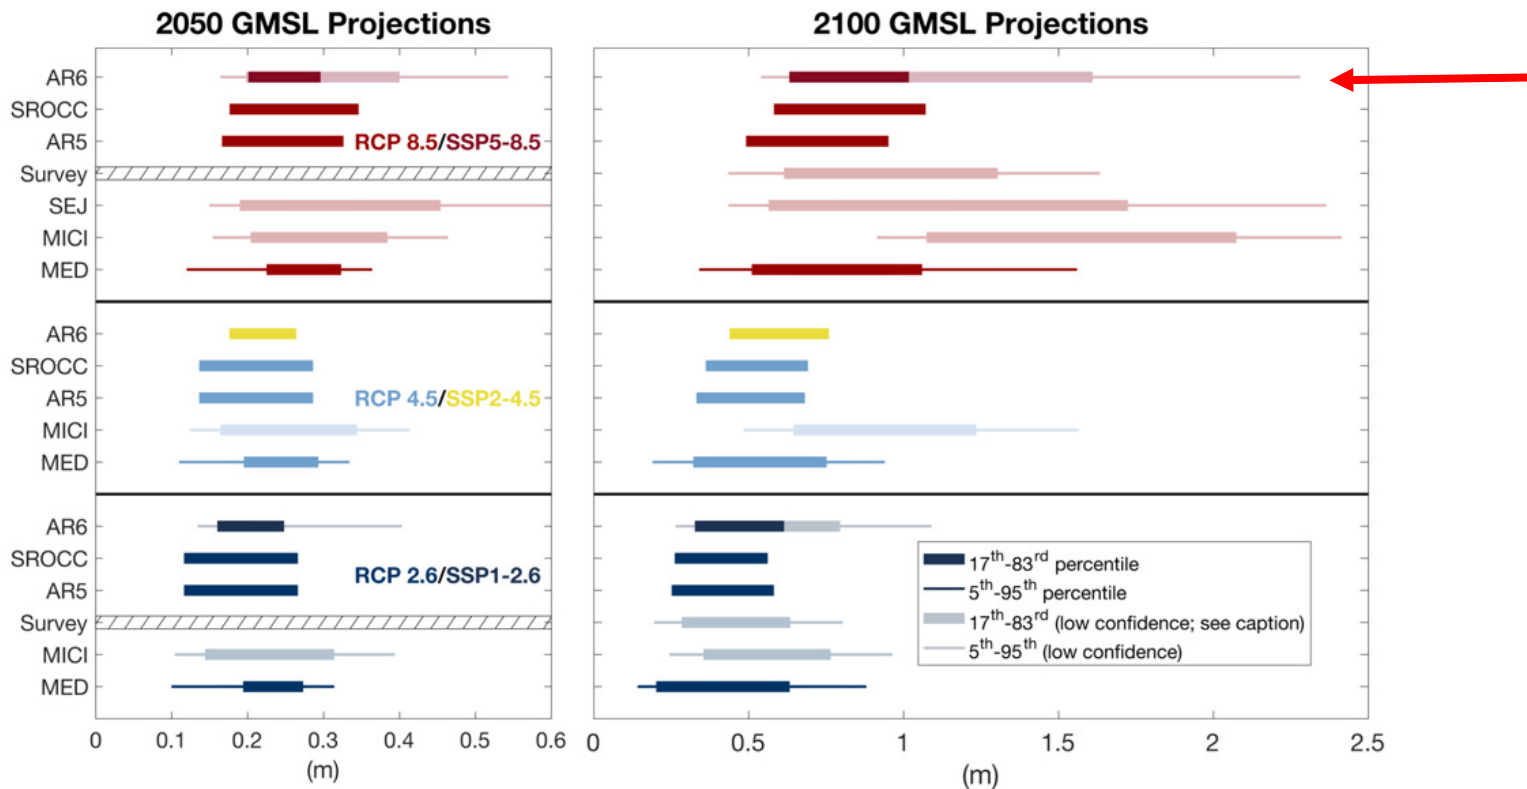 2050 GMSL Projections
2100 GMSL Projections
AR6
SROCC
AR5
RCP 8.5/SSP5-8.5
Survey
SEJ
MICI
MED
AR6
SROCC
AR5
RCP 4.5/SSP2-4.5
MICI
MED
AR6
SROCC
RCP 2.6/SSP1-2.6
AR5
Survey
MICI
MED
17th-83rd percentile
5th-95th percentile
17th-83rd (low confidence; see caption)
5th-95th (low confidence)
0 0.1 0.2 0.3 0.4 0.5 0.6
(m)
0 0.5 1 1.5 2 2.5
(m)